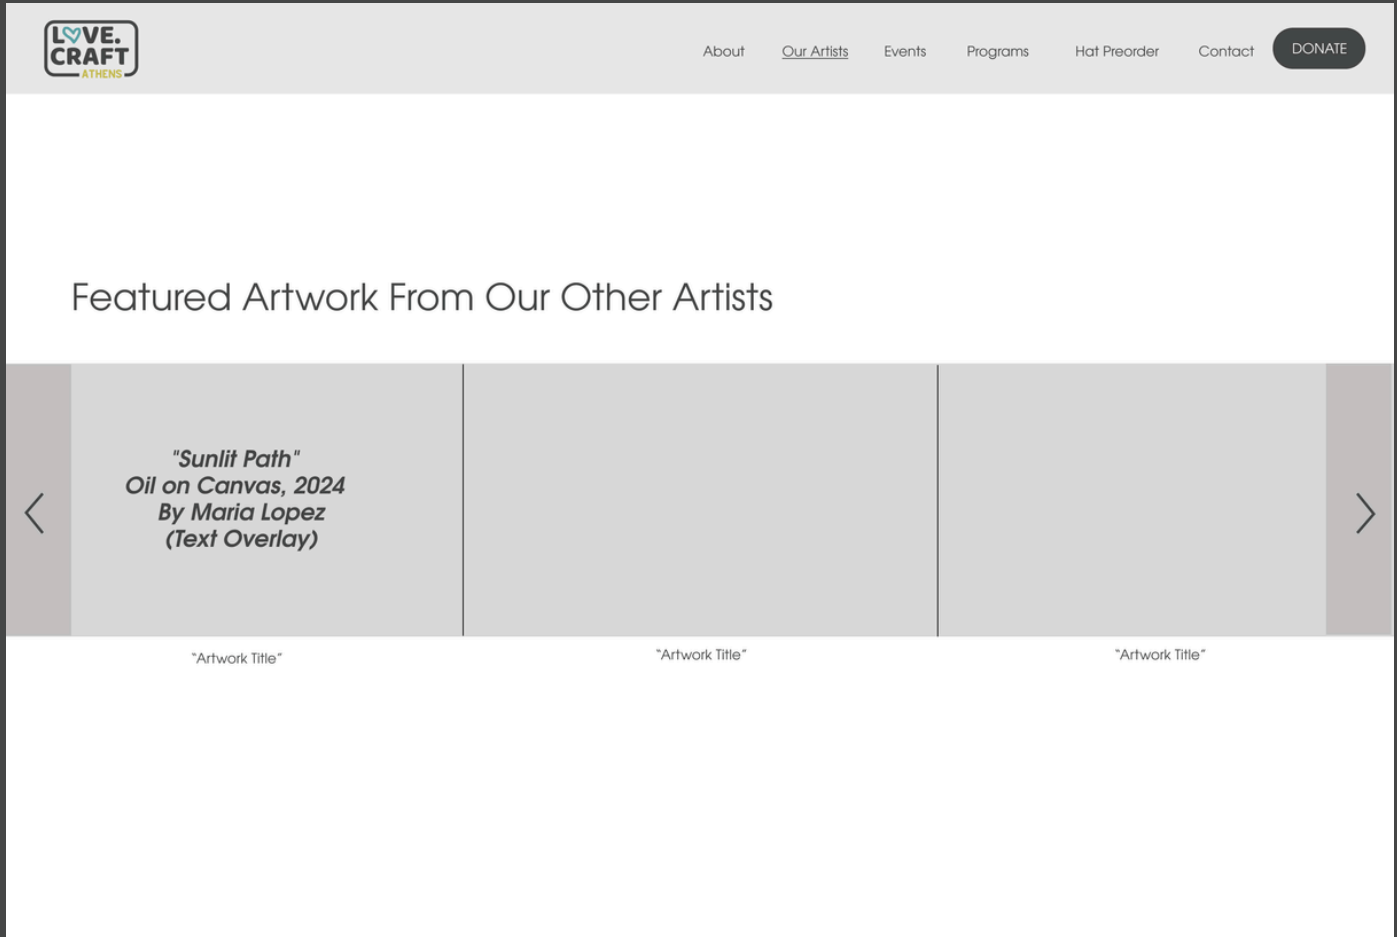 LOVE.
CRAFT
ATHENS
About Our Artists Events Programs Hat Preorder Contact DONATE
Featured Artwork From Our Other Artists
"Sunlit Path"
Oil on Canvas, 2024
By Maria Lopez
(Text Overlay)
“Artwork Title” “Artwork Title” “Artwork Title”